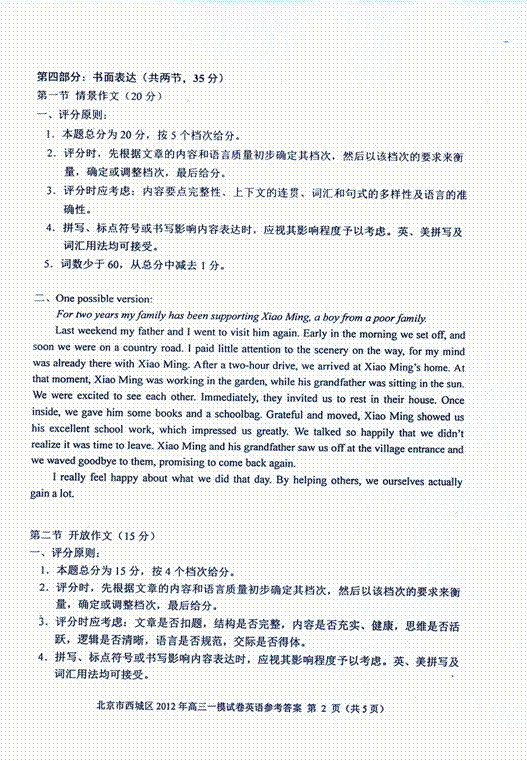 第四部分：书面表达（共两节，35 分）
第一节 情景作文（20 分）
一、评分原则：
1．本题总分为 20 分，按 5 个档次给分。
2．评分时，先根据文章的内容和语言质量初步确定其档次，然后以该档次的要求来衡
量，确定或调整档次，最后给分。
3．评分时应考虑：内容要点完整性、上下文的连贯、词汇和句式的多样性及语言的准
确性。
4．拼写、标点符号或书写影响内容表达时，应视其影响程度予以考虑。英、美拼写及
词汇用法均可接受。
5．词数少于 60，从总分中减去 1 分。
二、One possible version:
For two years my family has been supporting Xiao Ming, a boy from a poor family.
Last weekend my father and I went to visit him again. Early in the morning we set off, and
soon we were on a country road. I paid little attention to the scenery on the way, for my mind
was already there with Xiao Ming. After a two-hour drive, we arrived at Xiao Ming's home. At
that moment, Xiao Ming was working in the garden, while his grandfather was sitting in the sun.
We were excited to see each other. Immediately, they invited us to rest in their house. Once
inside, we gave him some books and a schoolbag. Grateful and moved, Xiao Ming showed us
his excellent school work, which impressed us greatly. We talked so happily that we didn't
realize it was time to leave. Xiao Ming and his grandfather saw us off at the village entrance and
we waved goodbye to them, promising to come back again.
I really feel happy about what we did that day. By helping others, we ourselves actually
gain a lot.
第二节 开放作文（15 分）
一、评分原则：
1．本题总分为 15 分，按 4 个档次给分。
2．评分时，先根据文章的内容和语言质量初步确定其档次，然后以该档次的要求来衡
量，确定或调整档次，最后给分。
3．评分时应考虑：文章是否扣题，结构是否完整，内容是否充实、健康，思维是否活
跃，逻辑是否清晰，语言是否规范，交际是否得体。
4．拼写、标点符号或书写影响内容表达时，应视其影响程度予以考虑。英、美拼写及
词汇用法均可接受。
北京市西城区 2012 年高三一模试卷英语参考答案 第 2 页（共 5 页）